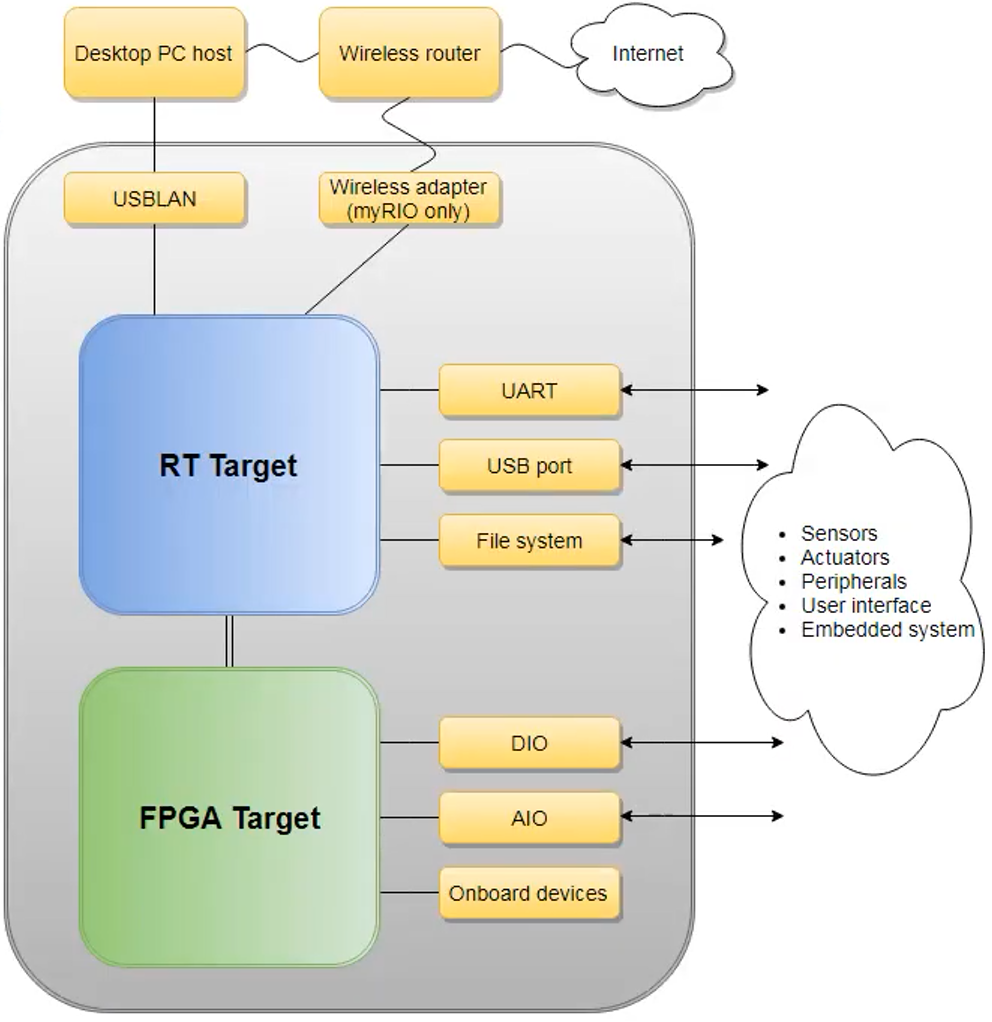 Desktop PC host
Wireless router
Internet
USBLAN
Wireless adapter
(myRIO only)
RT Target
UART
USB port
File system
• Sensors
• Actuators
• Peripherals
• User interface
• Embedded system
FPGA Target
DIO
AIO
Onboard devices